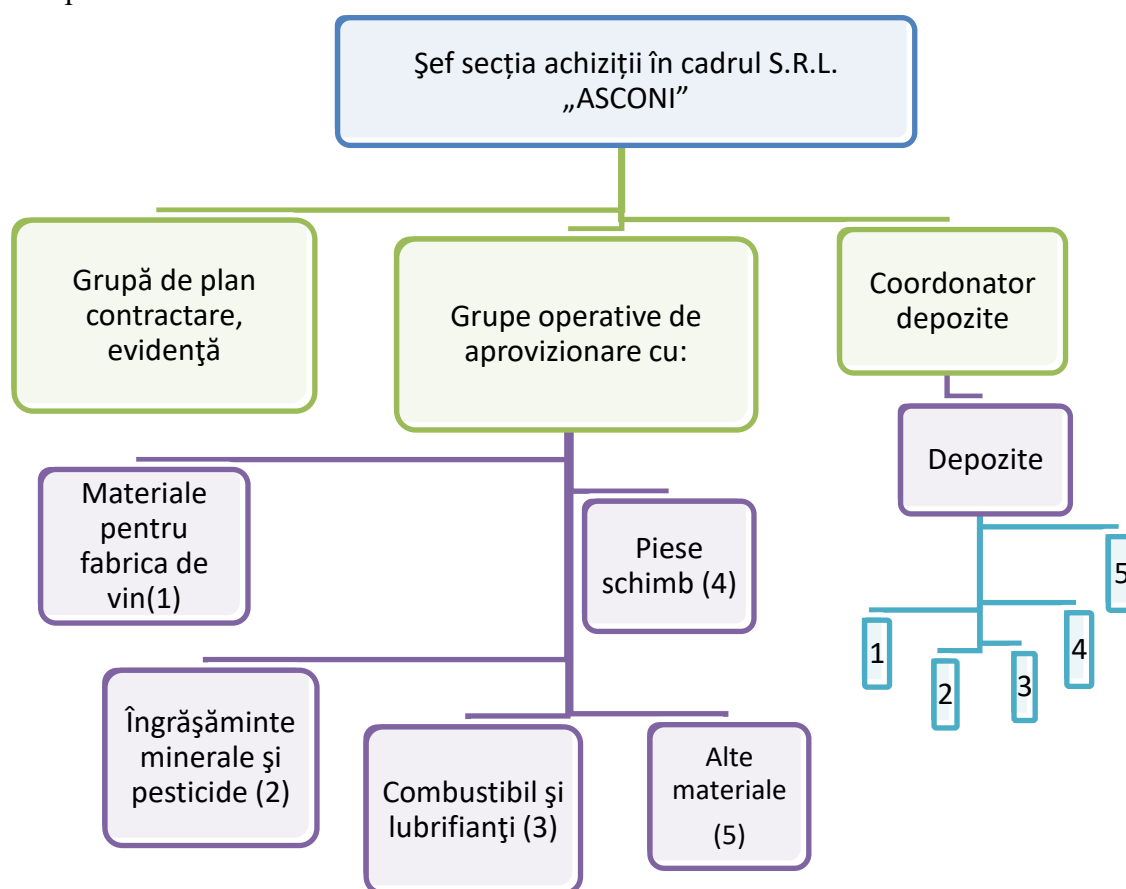 Şef secția achiziții în cadrul S.R.L.
„ASCONI”
Grupă de plan
contractare,
evidenţă
Grupe operative de
aprovizionare cu:
Coordonator
depozite
Depozite
Materiale
pentru
fabrica de
vin(1)
Piese
schimb (4)
Îngrăşăminte
minerale şi
pesticide (2)
Combustibil şi
lubrifianţi (3)
Alte
materiale
(5)
1
2
3
4
5